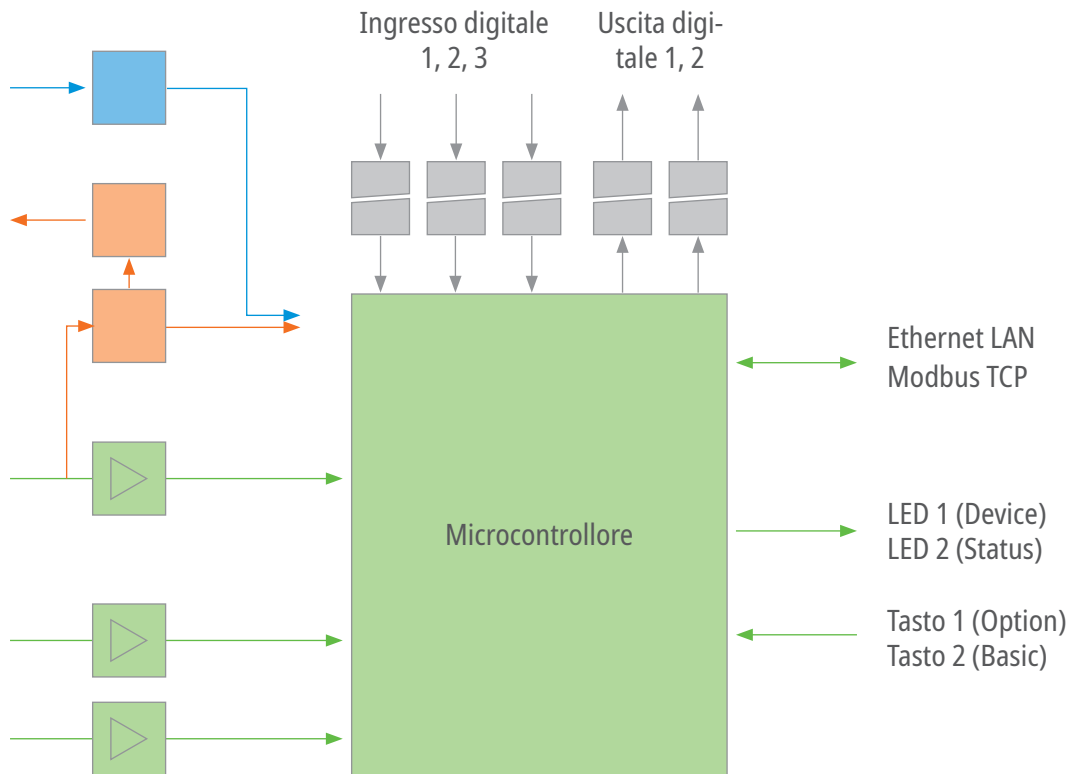 Ingresso digitale
1, 2, 3
Uscita digi-
tale 1, 2
Ethernet LAN
Modbus TCP
Microcontrollore
LED 1 (Device)
LED 2 (Status)
Tasto 1 (Option)
Tasto 2 (Basic)